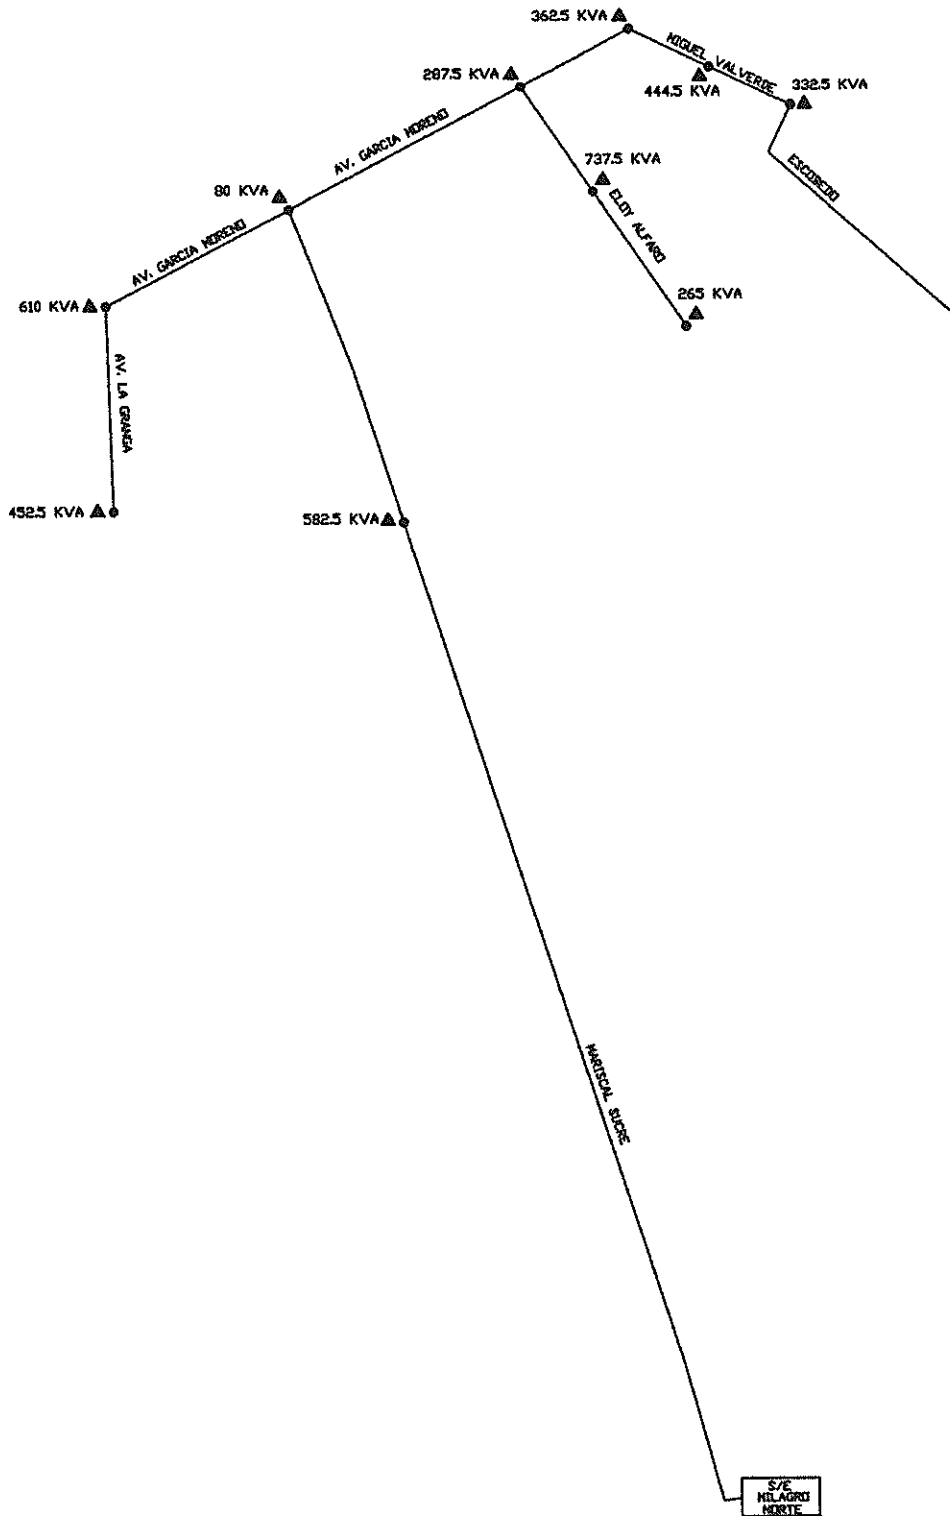 362.5 KVA
MIGUEL VALVERDE
287.5 KVA
444.5 KVA
332.5 KVA
AV. GARCIA MORENO
737.5 KVA
ESCOBEDO
80 KVA
ELOY ALFARO
AV. GARCIA MORENO
265 KVA
610 KVA
AV. LA GRANGA
452.5 KVA
582.5 KVA
MARISCAL SUCRE
S/E
MILAGRO
NORTE